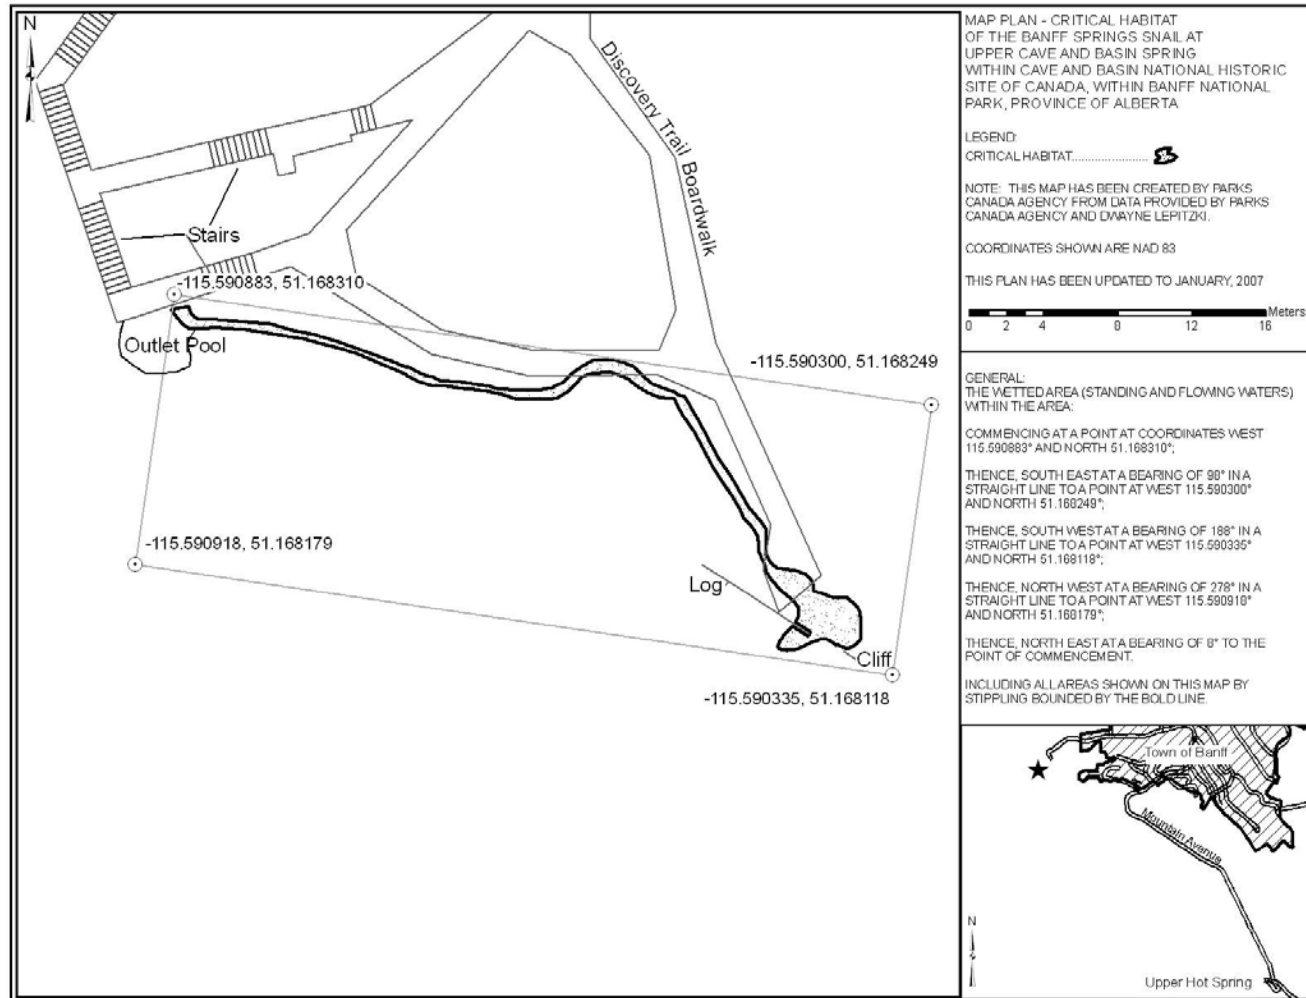 N
Discovery Trail Boardwalk
Stairs
-115.590883, 51.168310
Outlet Pool
-115.590300, 51.168249
-115.590918, 51.168179
Log
Cliff
-115.590335, 51.168118
MAP PLAN - CRITICAL HABITAT
OF THE BANFF SPRINGS SNAIL AT
UPPER CAVE AND BASIN SPRING
WITHIN CAVE AND BASIN NATIONAL HISTORIC
SITE OF CANADA, WITHIN BANFF NATIONAL
PARK, PROVINCE OF ALBERTA
LEGEND:
CRITICAL HABITAT......................
NOTE: THIS MAP HAS BEEN CREATED BY PARKS
CANADA AGENCY FROM DATA PROVIDED BY PARKS
CANADA AGENCY AND DWAYNE LEPITZKI.
COORDINATES SHOWN ARE NAD 83
THIS PLAN HAS BEEN UPDATED TO JANUARY, 2007
Meters
0 2 4 8 12 16
GENERAL:
THE WETTED AREA (STANDING AND FLOWING WATERS)
WITHIN THE AREA:
COMMENCING AT A POINT AT COORDINATES WEST
115.590883° AND NORTH 51.168310°;
THENCE, SOUTH EAST AT A BEARING OF 98° IN A
STRAIGHT LINE TO A POINT AT WEST 115.590300°
AND NORTH 51.168249°;
THENCE, SOUTH WEST AT A BEARING OF 188° IN A
STRAIGHT LINE TO A POINT AT WEST 115.590335°
AND NORTH 51.168118°;
THENCE, NORTH WEST AT A BEARING OF 278° IN A
STRAIGHT LINE TO A POINT AT WEST 115.590918°
AND NORTH 51.168179°;
THENCE, NORTH EAST AT A BEARING OF 8° TO THE
POINT OF COMMENCEMENT.
INCLUDING ALL AREAS SHOWN ON THIS MAP BY
STIPPLING BOUNDED BY THE BOLD LINE.
Town of Banff
Mountain Avenue
N
Upper Hot Spring